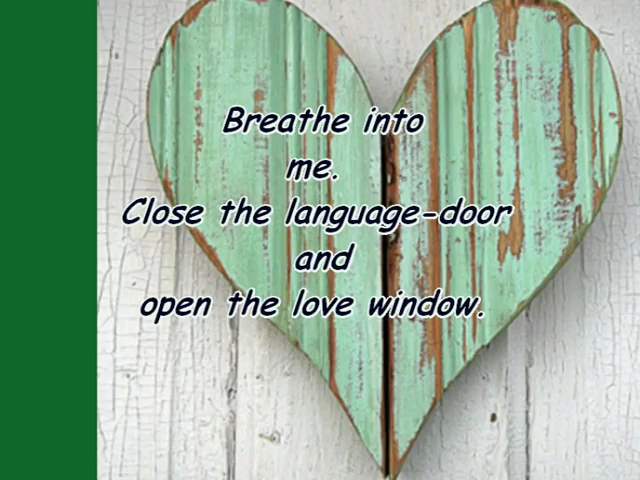 Breathe into
me.
Close the language-door
and
open the love window.